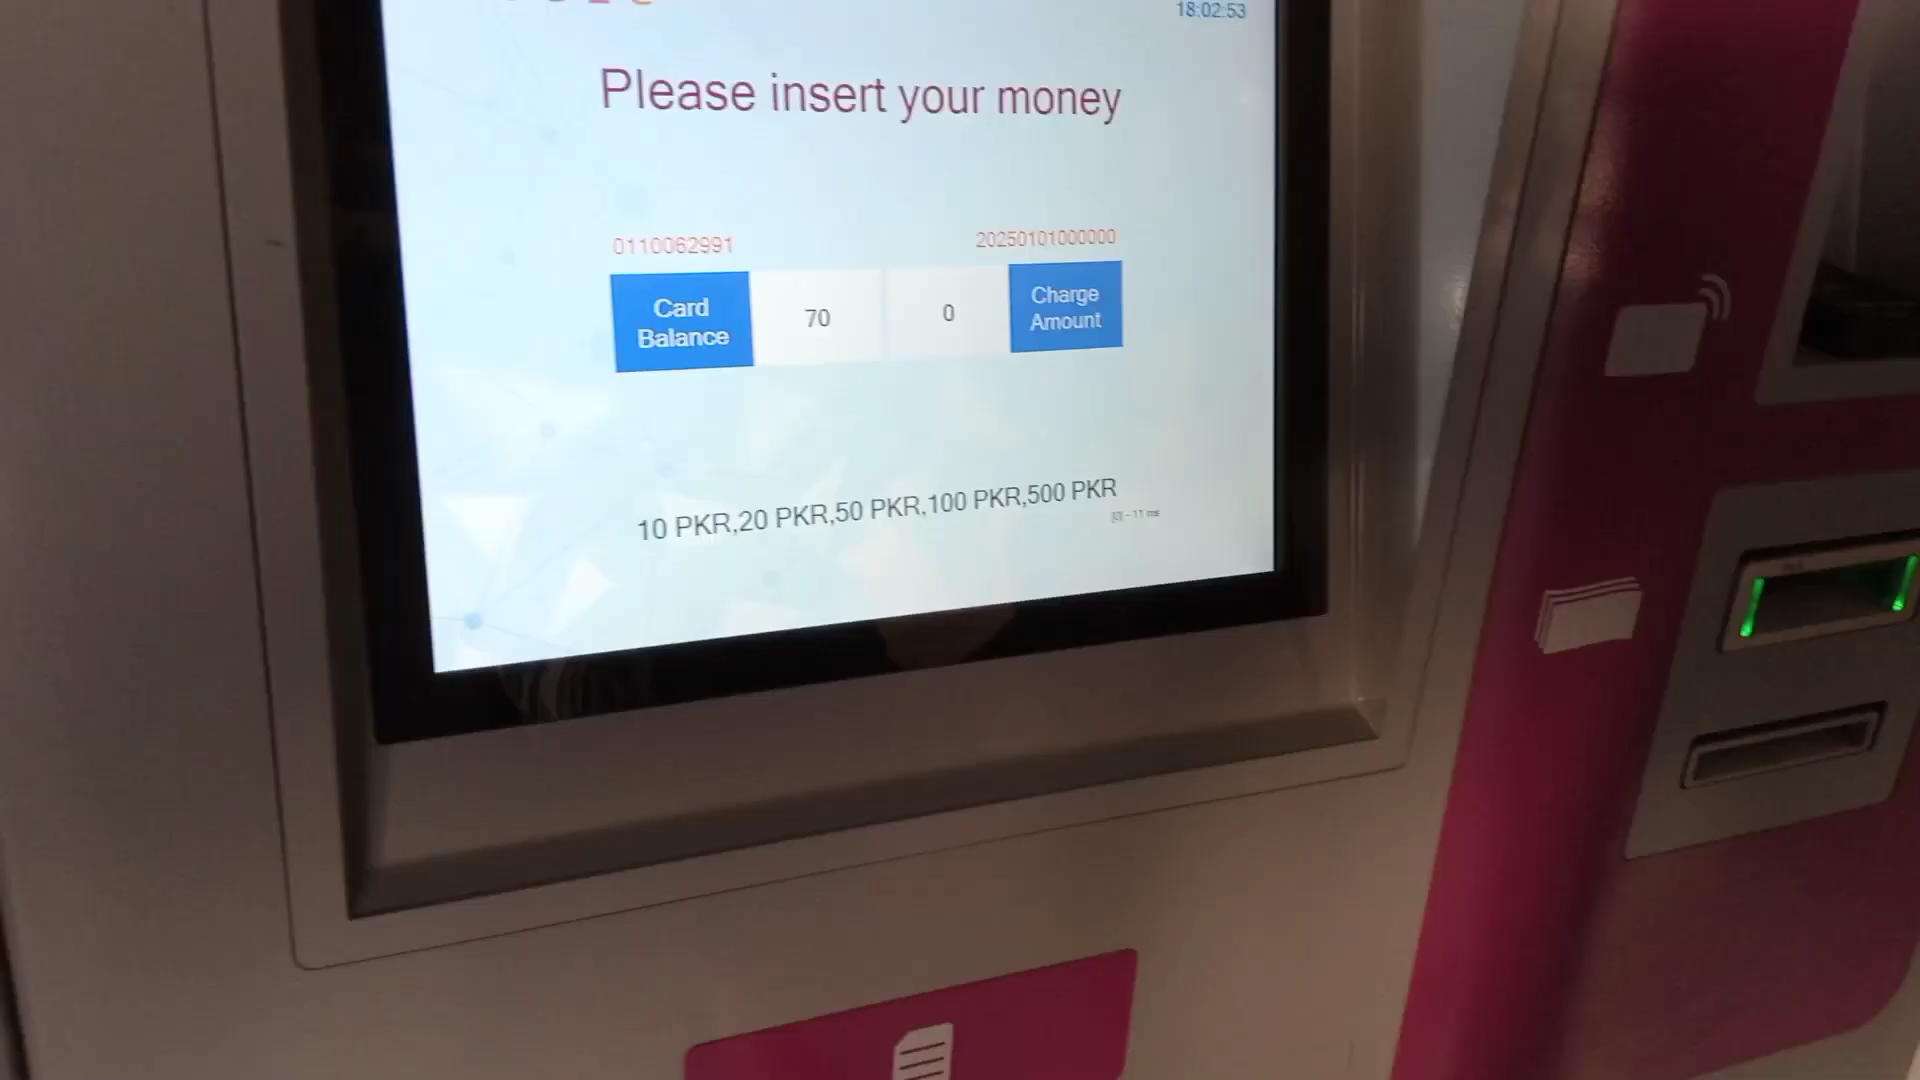 18:02:53
Please insert your money
0110062991
20250101000000
Card Balance
70
0
Charge Amount
10 PKR,20 PKR,50 PKR,100 PKR,500 PKR